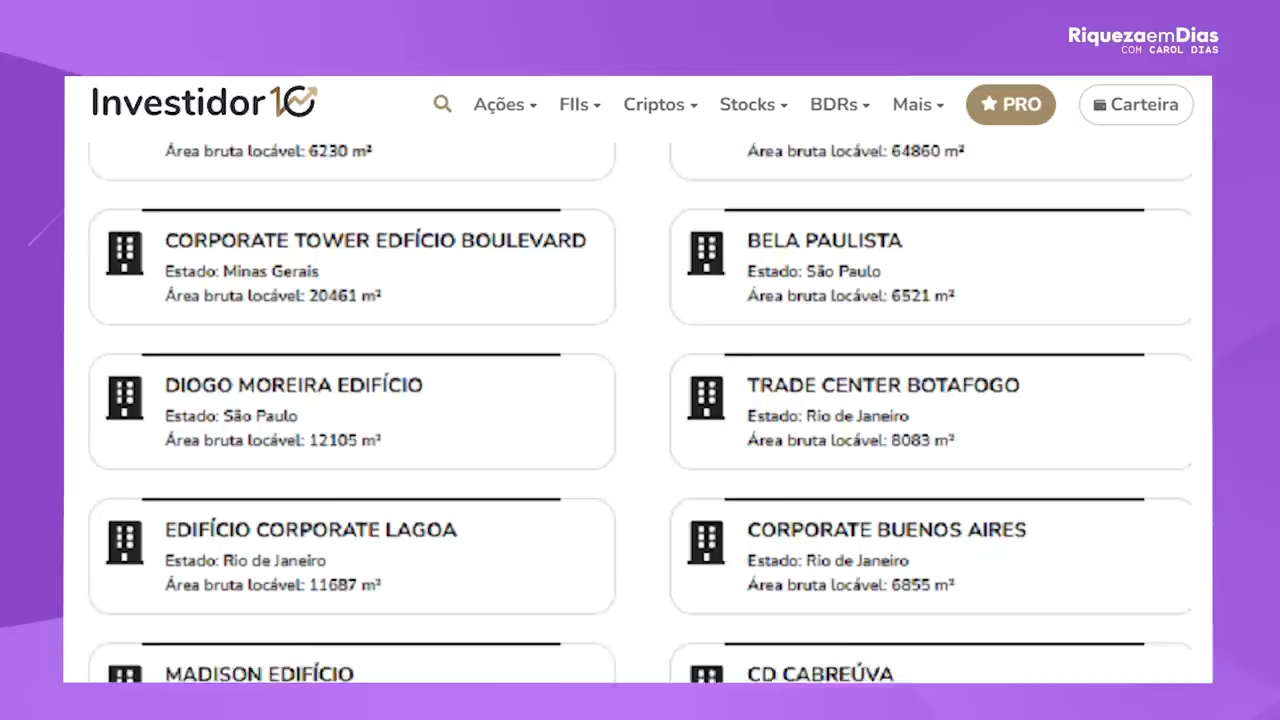 RiquezaemDias
COM CAROL DIAS
Investidor 10
Ações
FIIs
Criptos
Stocks
BDRs
Mais
PRO
Carteira
Área bruta locável: 6230 m²
Área bruta locável: 64860 m²
CORPORATE TOWER EDFÍCIO BOULEVARD
Estado: Minas Gerais
Área bruta locável: 20461 m²
BELA PAULISTA
Estado: São Paulo
Área bruta locável: 6521 m²
DIOGO MOREIRA EDIFÍCIO
Estado: São Paulo
Área bruta locável: 12105 m²
TRADE CENTER BOTAFOGO
Estado: Rio de Janeiro
Área bruta locável: 8083 m²
EDIFÍCIO CORPORATE LAGOA
Estado: Rio de Janeiro
Área bruta locável: 11687 m²
CORPORATE BUENOS AIRES
Estado: Rio de Janeiro
Área bruta locável: 6855 m²
MADISON EDIFÍCIO
CD CABREÚVA